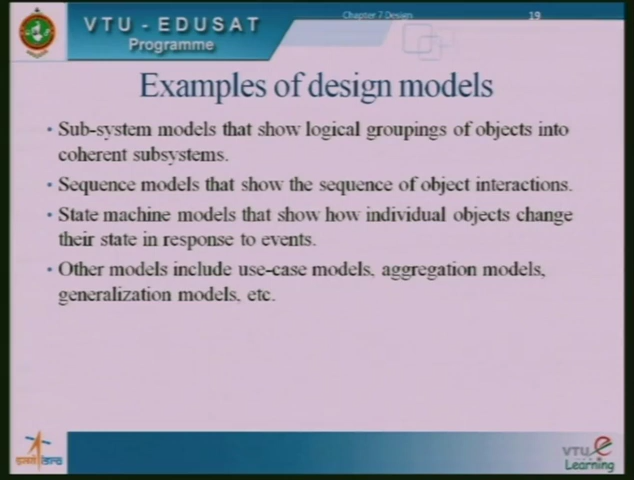 Chapter 7 Design
19
VTU - EDUSAT
Programme
Examples of design models
• Sub-system models that show logical groupings of objects into
coherent subsystems.
• Sequence models that show the sequence of object interactions.
• State machine models that show how individual objects change
their state in response to events.
• Other models include use-case models, aggregation models,
generalization models, etc.
इसरो isro
VTU e
Learning